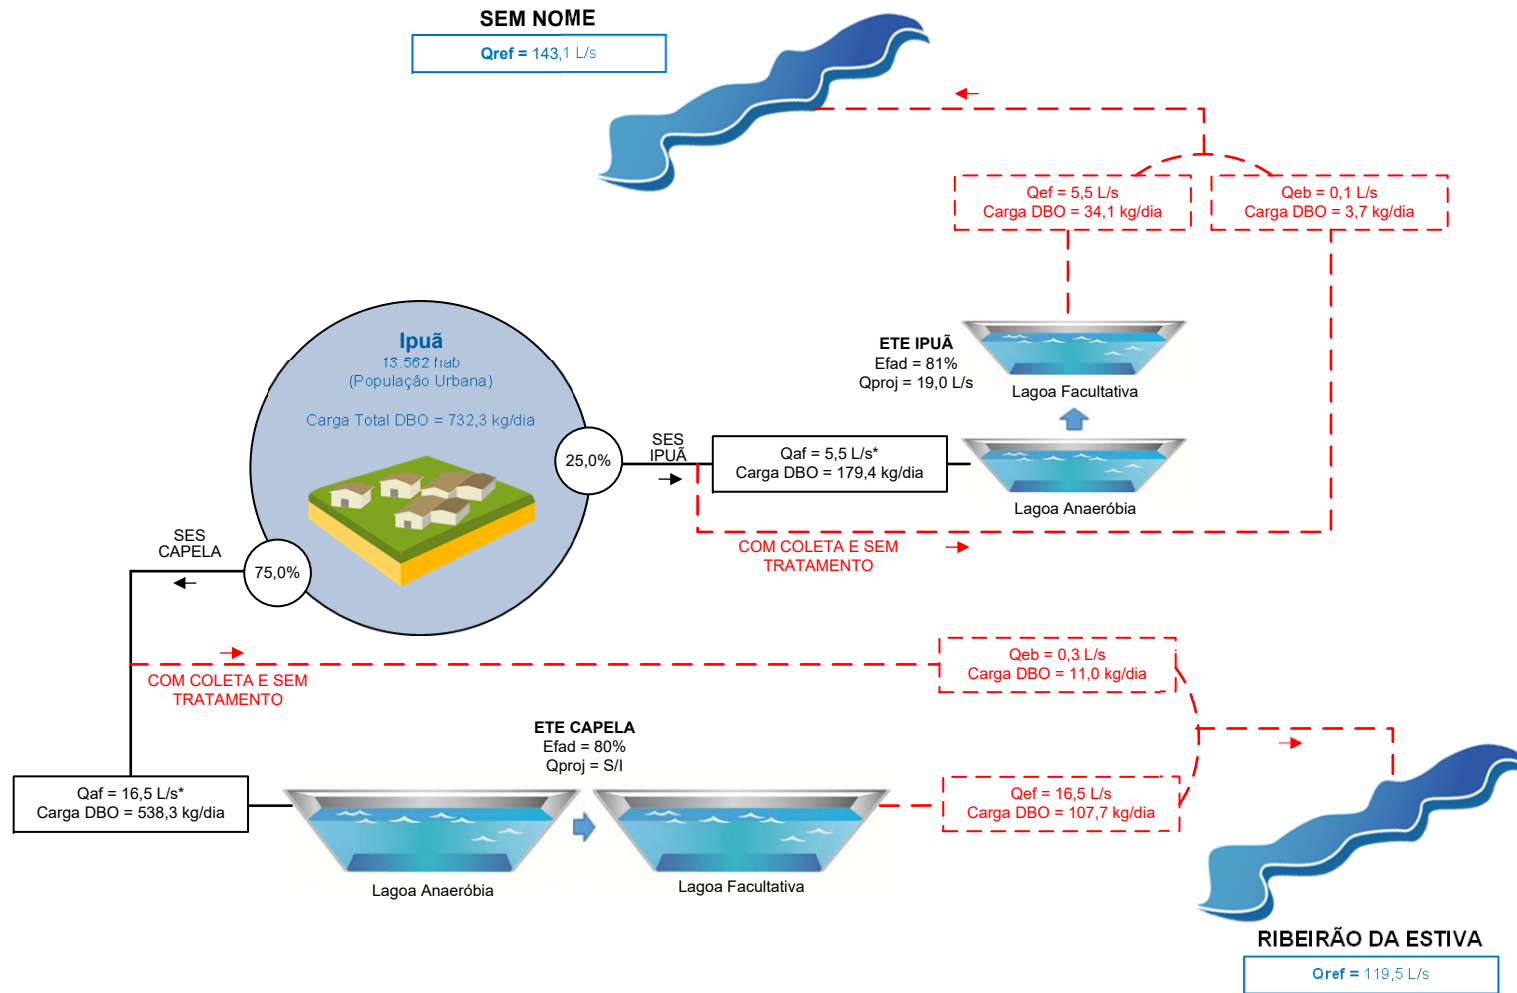 SEM NOME
Qref = 143,1 L/s
Qef = 5,5 L/s
Carga DBO = 34,1 kg/dia
Qeb = 0,1 L/s
Carga DBO = 3,7 kg/dia
ETE IPUÃ
Efad = 81%
Qproj = 19,0 L/s
Lagoa Facultativa
Ipuã
13.562 hab
(População Urbana)
Carga Total DBO = 732,3 kg/dia
25,0%
SES
IPUÃ
Qaf = 5,5 L/s*
Carga DBO = 179,4 kg/dia
Lagoa Anaeróbia
COM COLETA E SEM
TRATAMENTO
SES
CAPELA
75,0%
COM COLETA E SEM
TRATAMENTO
Qeb = 0,3 L/s
Carga DBO = 11,0 kg/dia
ETE CAPELA
Efad = 80%
Qproj = S/I
Qaf = 16,5 L/s*
Carga DBO = 538,3 kg/dia
Qef = 16,5 L/s
Carga DBO = 107,7 kg/dia
Lagoa Anaeróbia
Lagoa Facultativa
RIBEIRÃO DA ESTIVA
Qref = 119,5 L/s